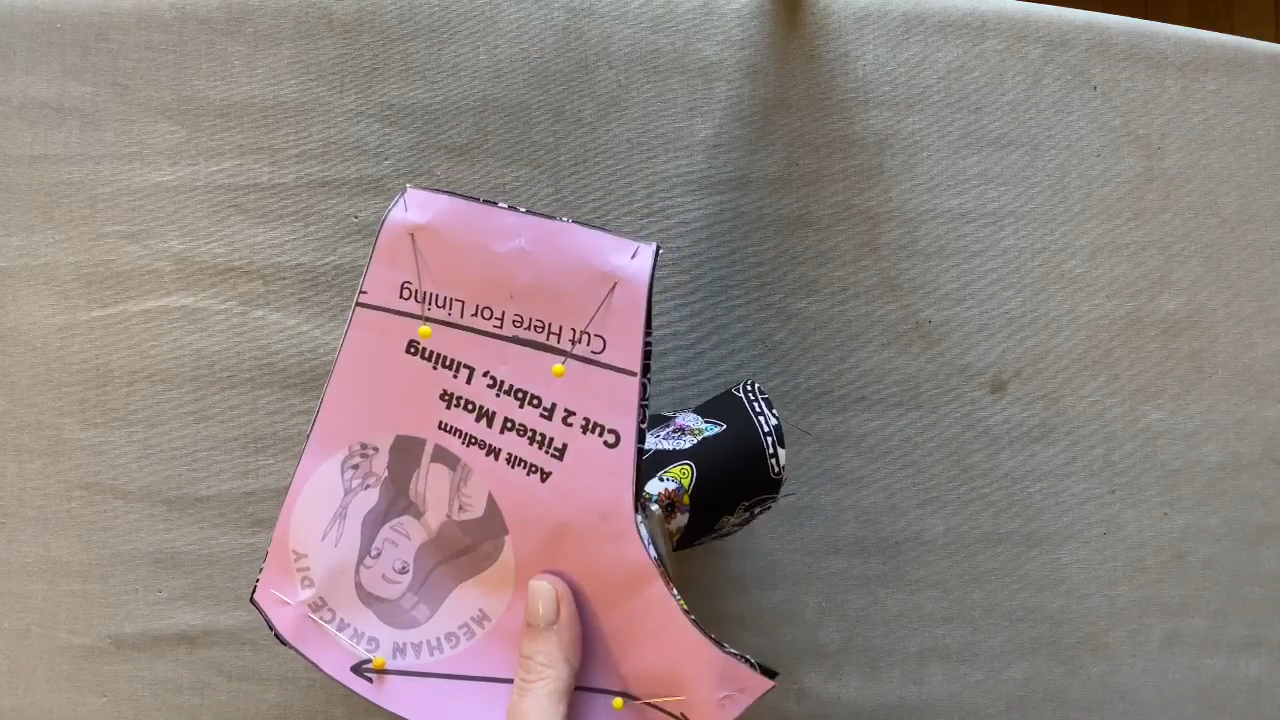 Adult Medium
Fitted Mask
Cut 2 Fabric, Lining
Cut Here For Lining
MEGHAN GRACE DIY